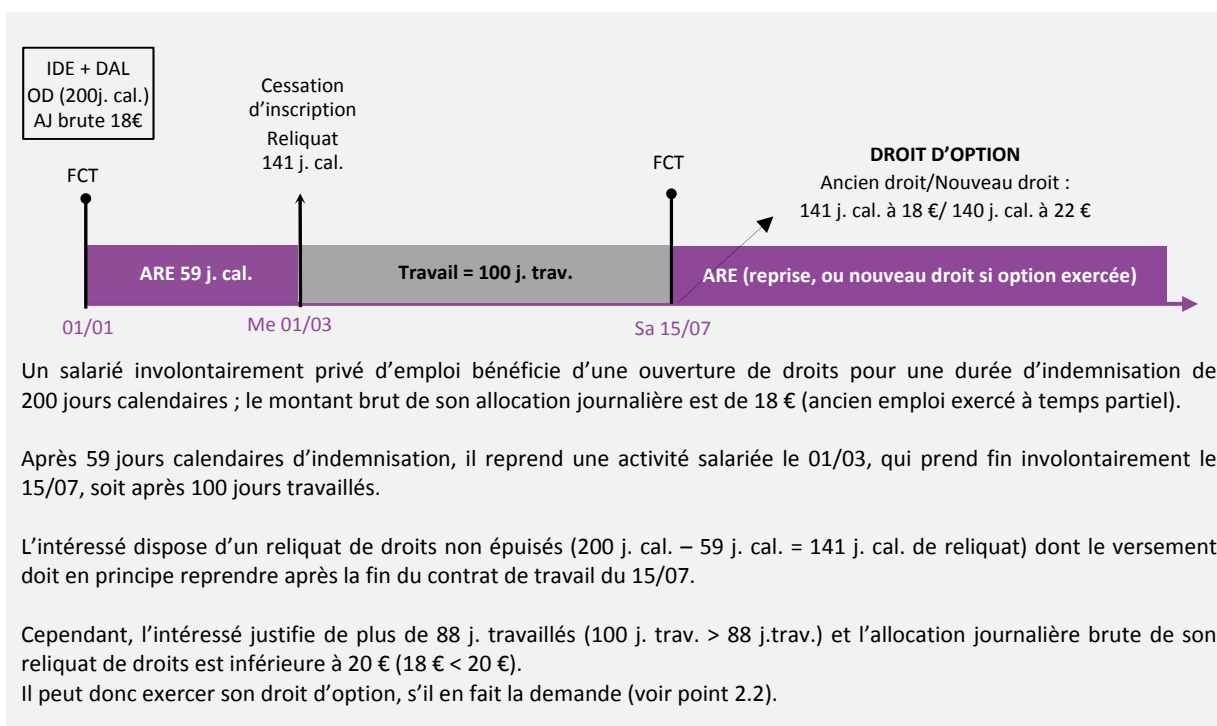 IDE + DAL
OD (200j. cal.)
AJ brute 18€
Cessation
d’inscription
Reliquat
141 j. cal.
FCT
FCT
DROIT D’OPTION
Ancien droit/Nouveau droit :
141 j. cal. à 18 €/ 140 j. cal. à 22 €
ARE 59 j. cal.
Travail = 100 j. trav.
ARE (reprise, ou nouveau droit si option exercée)
01/01
Me 01/03
Sa 15/07
Un salarié involontairement privé d’emploi bénéficie d’une ouverture de droits pour une durée d’indemnisation de
200 jours calendaires ; le montant brut de son allocation journalière est de 18 € (ancien emploi exercé à temps partiel).
Après 59 jours calendaires d’indemnisation, il reprend une activité salariée le 01/03, qui prend fin involontairement le
15/07, soit après 100 jours travaillés.
L’intéressé dispose d’un reliquat de droits non épuisés (200 j. cal. – 59 j. cal. = 141 j. cal. de reliquat) dont le versement
doit en principe reprendre après la fin du contrat de travail du 15/07.
Cependant, l’intéressé justifie de plus de 88 j. travaillés (100 j. trav. > 88 j.trav.) et l’allocation journalière brute de son
reliquat de droits est inférieure à 20 € (18 € < 20 €).
Il peut donc exercer son droit d’option, s’il en fait la demande (voir point 2.2).